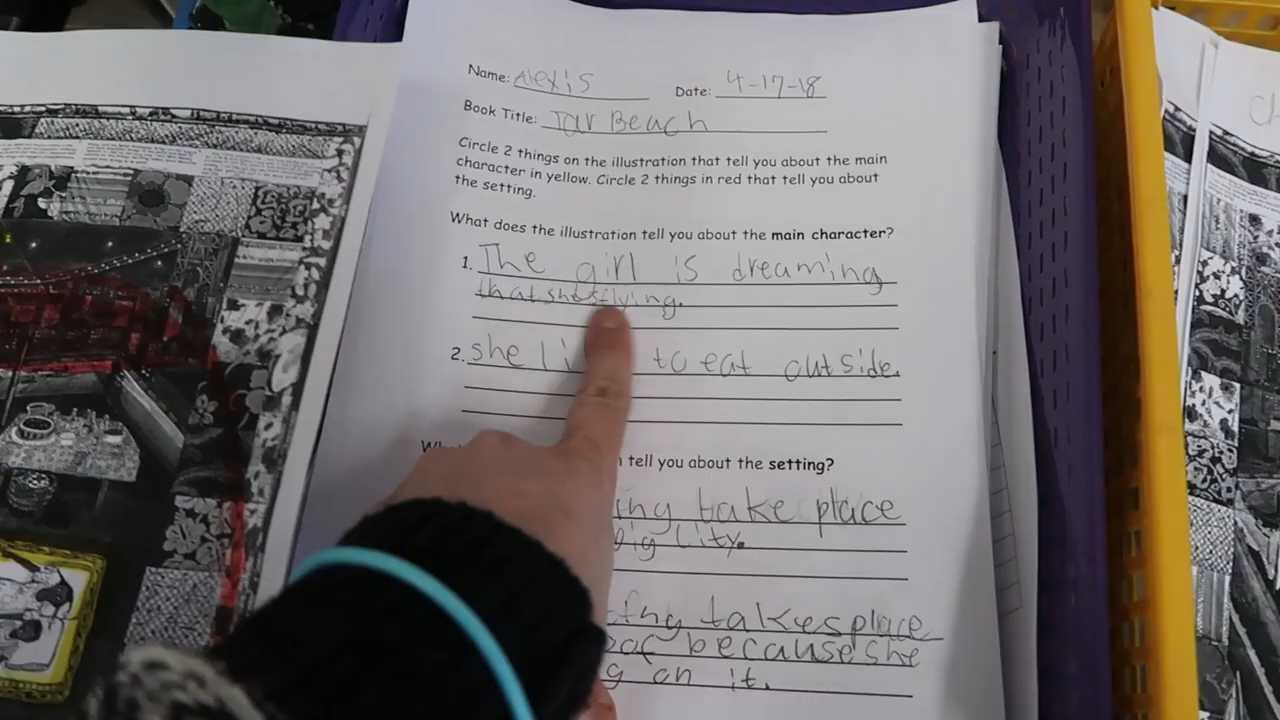 Name: Alexis Date: 4-17-18
Book Title: Tar Beach
Circle 2 things on the illustration that tell you about the main
character in yellow. Circle 2 things in red that tell you about
the setting.
What does the illustration tell you about the main character?
1. The girl is dreaming
that she's flying.
2. she to eat outside.
tell you about the setting?
take place
big city.
takes place
because she
on it.